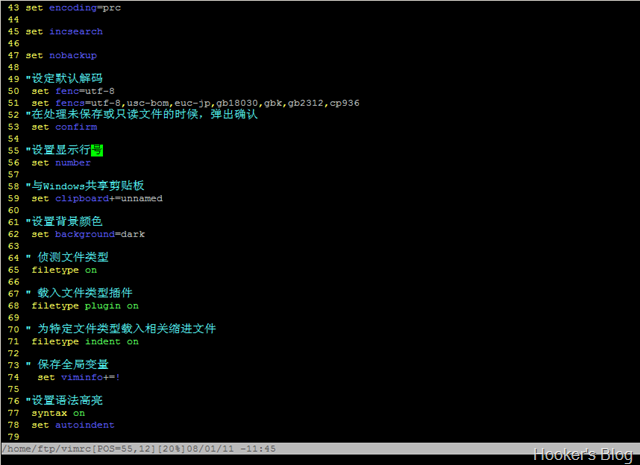 43 set encoding=prc
44
45 set incsearch
46
47 set nobackup
48
49 "设定默认解码
50 set fenc=utf-8
51 set fencs=utf-8,usc-bom,euc-jp,gb18030,gbk,gb2312,cp936
52 "在处理未保存或只读文件的时候，弹出确认
53 set confirm
54
55 "设置显示行号
56 set number
57
58 "与Windows共享剪贴板
59 set clipboard+=unnamed
60
61 "设置背景颜色
62 set background=dark
63
64 " 侦测文件类型
65 filetype on
66
67 " 载入文件类型插件
68 filetype plugin on
69
70 " 为特定文件类型载入相关缩进文件
71 filetype indent on
72
73 " 保存全局变量
74 set viminfo+=!
75
76 "设置语法高亮
77 syntax on
78 set autoindent
79
/home/ftp/vimrc[POS=55,12][20%]08/01/11 -11:45
Hooker's Blog